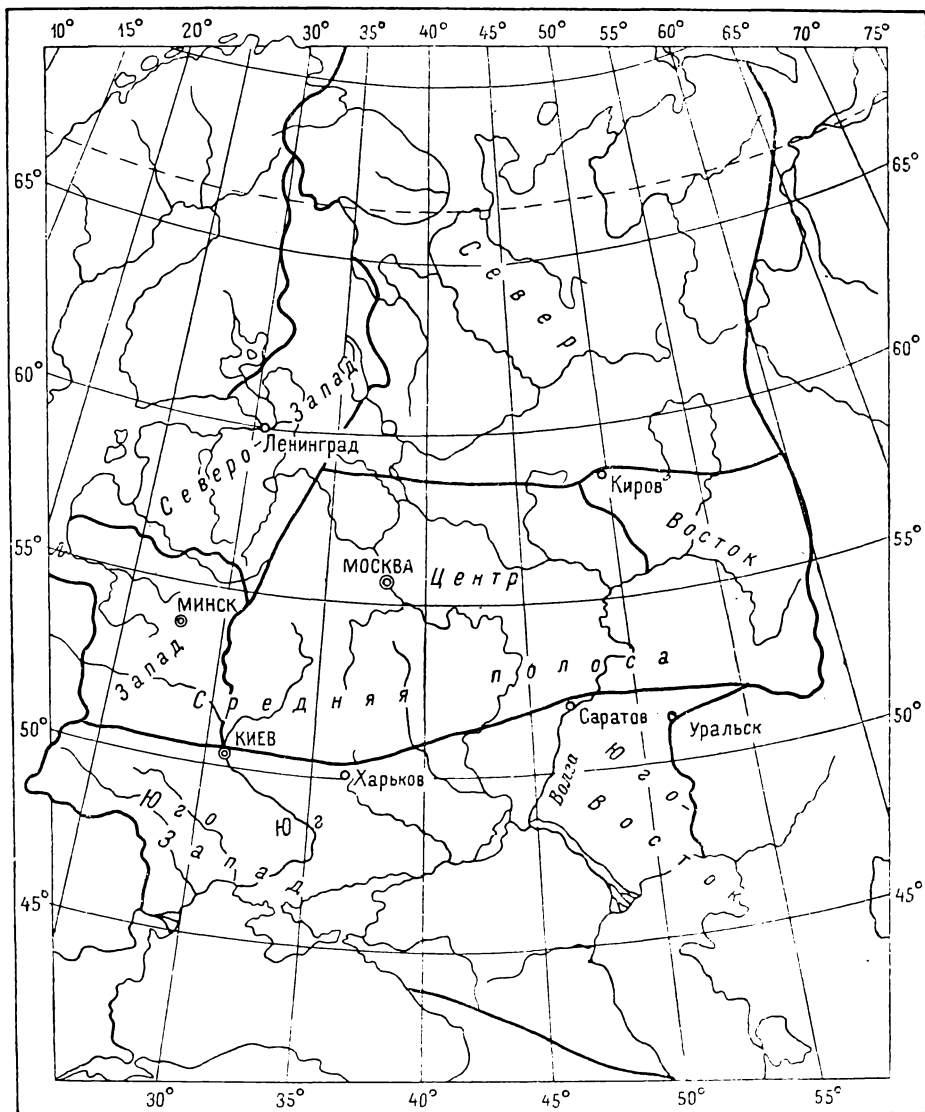 10° 15° 20° 25° 30° 35° 40° 45° 50° 55° 60° 65° 70° 75°
65° 65°
Север
60° 60°
Северо-Запад
Ленинград
Киров
Восток
55° 55°
МОСКВА
Центр
МИНСК
Запад
Средняя полоса
50° 50°
КИЕВ
Саратов
Уральск
Харьков
Волга
Юго-Запад
Юг
Юго-Восток
45° 45°
30° 35° 40° 45° 50° 55°